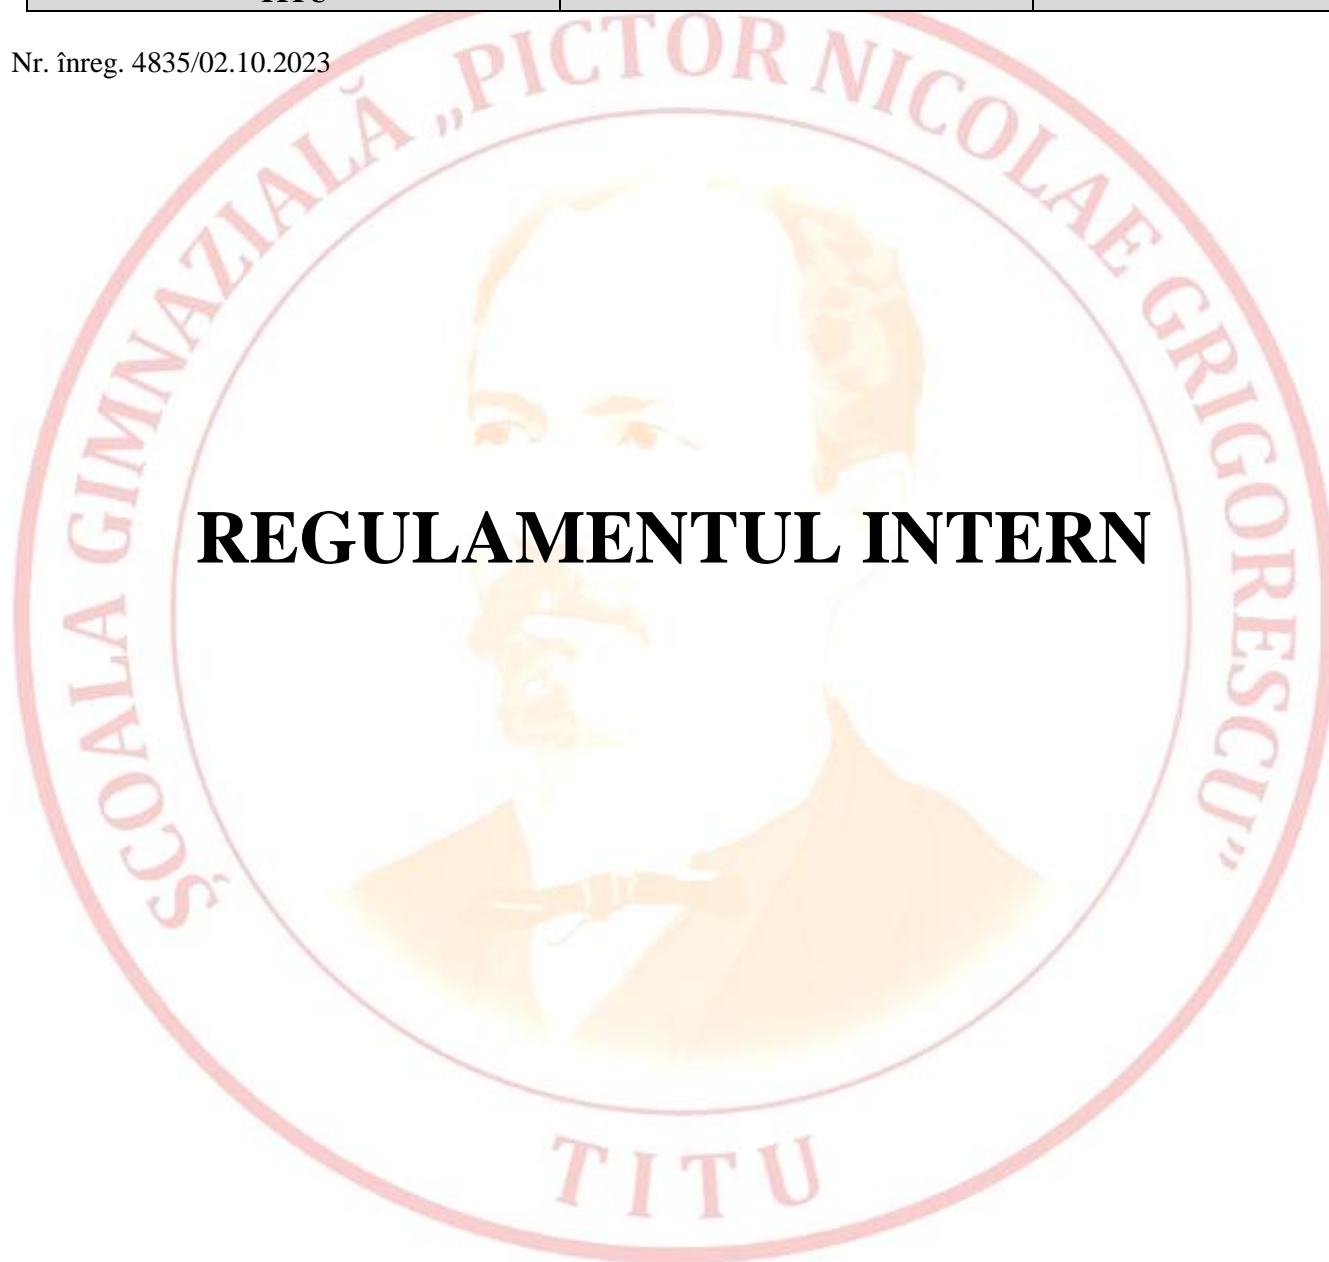 Nr. înreg. 4835/02.10.2023
ȘCOALA GIMNAZIALĂ „PICTOR NICOLAE GRIGORESCU”
REGULAMENTUL INTERN
TITU